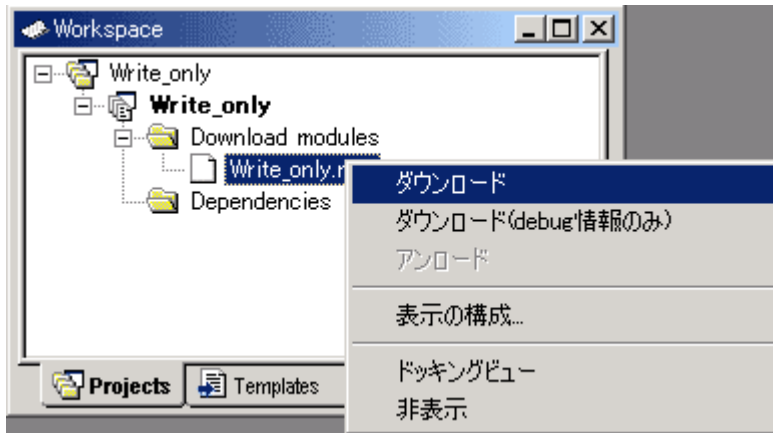 Workspace
Write_only
Write_only
Download modules
Write_only.
Dependencies
ダウンロード
ダウンロード(debug情報のみ)
アンロード
表示の構成...
ドッキングビュー
非表示
Projects
Templates